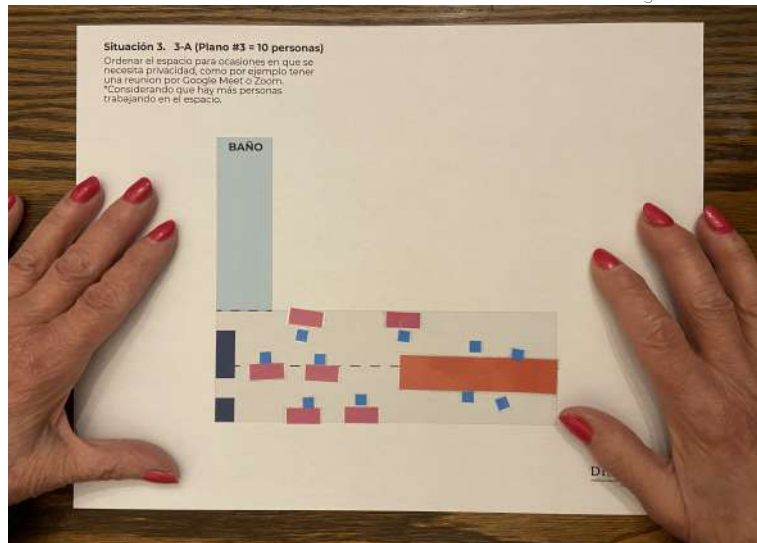 Situación 3.   3-A (Plano #3 = 10 personas)
Ordenar el espacio para ocasiones en que se
necesita privacidad, como por ejemplo tener
una reunion por Google Meet o Zoom.
*Considerando que hay más personas
trabajando en el espacio.
BAÑO